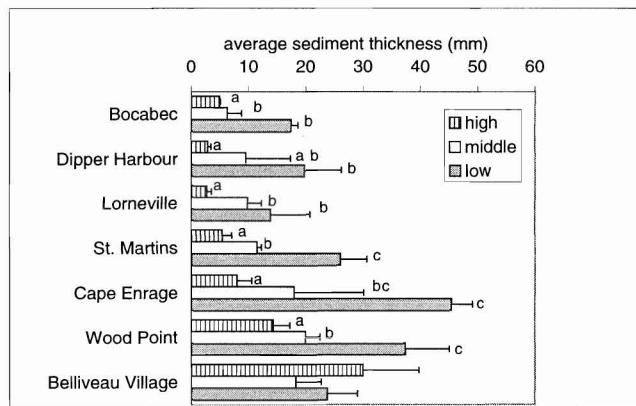 average sediment thickness (mm)
0 10 20 30 40 50 60
Bocabec
a
b
b
Dipper Harbour
a
a b
b
Lorneville
a
b
b
St. Martins
a
b
c
Cape Enrage
a
bc
c
Wood Point
a
b
c
Belliveau Village
high
middle
low